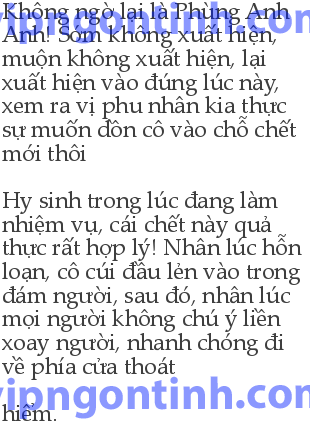 Không ngờ lại là Phùng Anh
Anh! Sớm không xuất hiện,
muộn không xuất hiện, lại
xuất hiện vào đúng lúc này,
xem ra vị phu nhân kia thực
sự muốn dồn cô vào chỗ chết
mới thôi
Hy sinh trong lúc đang làm
nhiệm vụ, cái chết này quả
thực rất hợp lý! Nhân lúc hỗn
loạn, cô cúi đầu lẻn vào trong
đám người, sau đó, nhân lúc
mọi người không chú ý liền
xoay người, nhanh chóng đi
về phía cửa thoát
vipngontinh.com
hiểm.